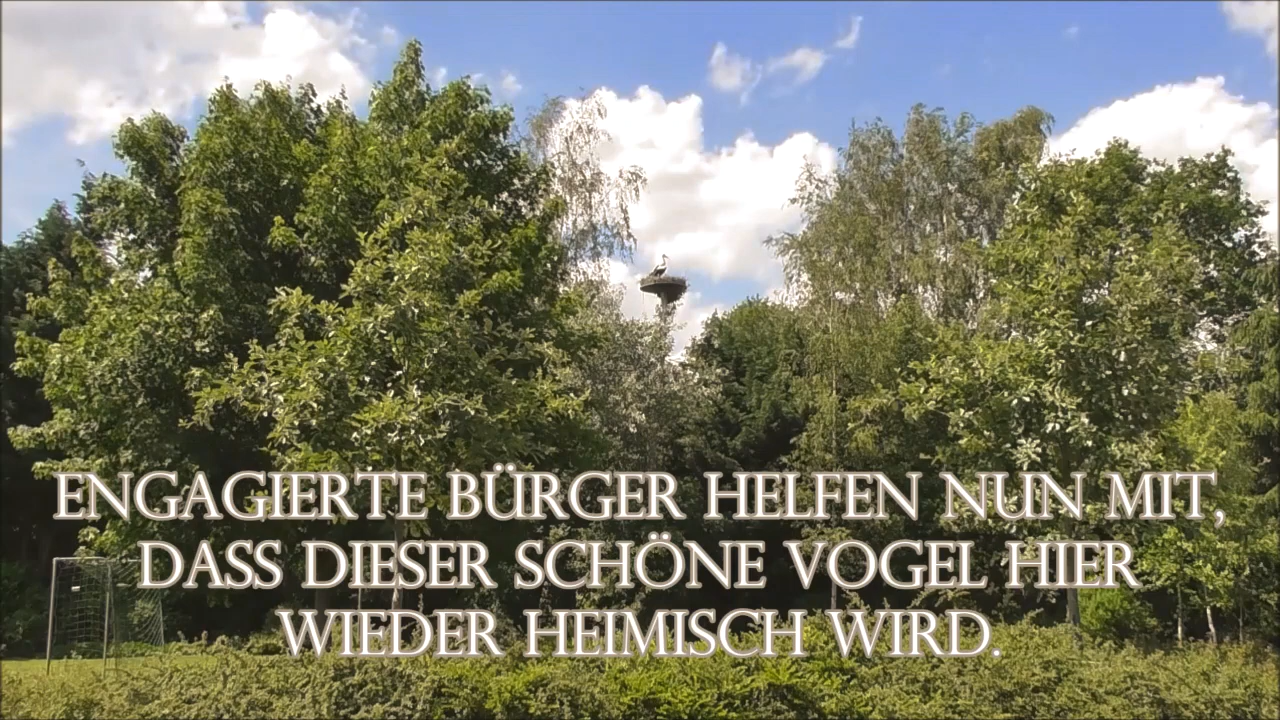 ENGAGIERTE BÜRGER HELFEN NUN MIT,
DASS DIESER SCHÖNE VOGEL HIER
WIEDER HEIMISCH WIRD.